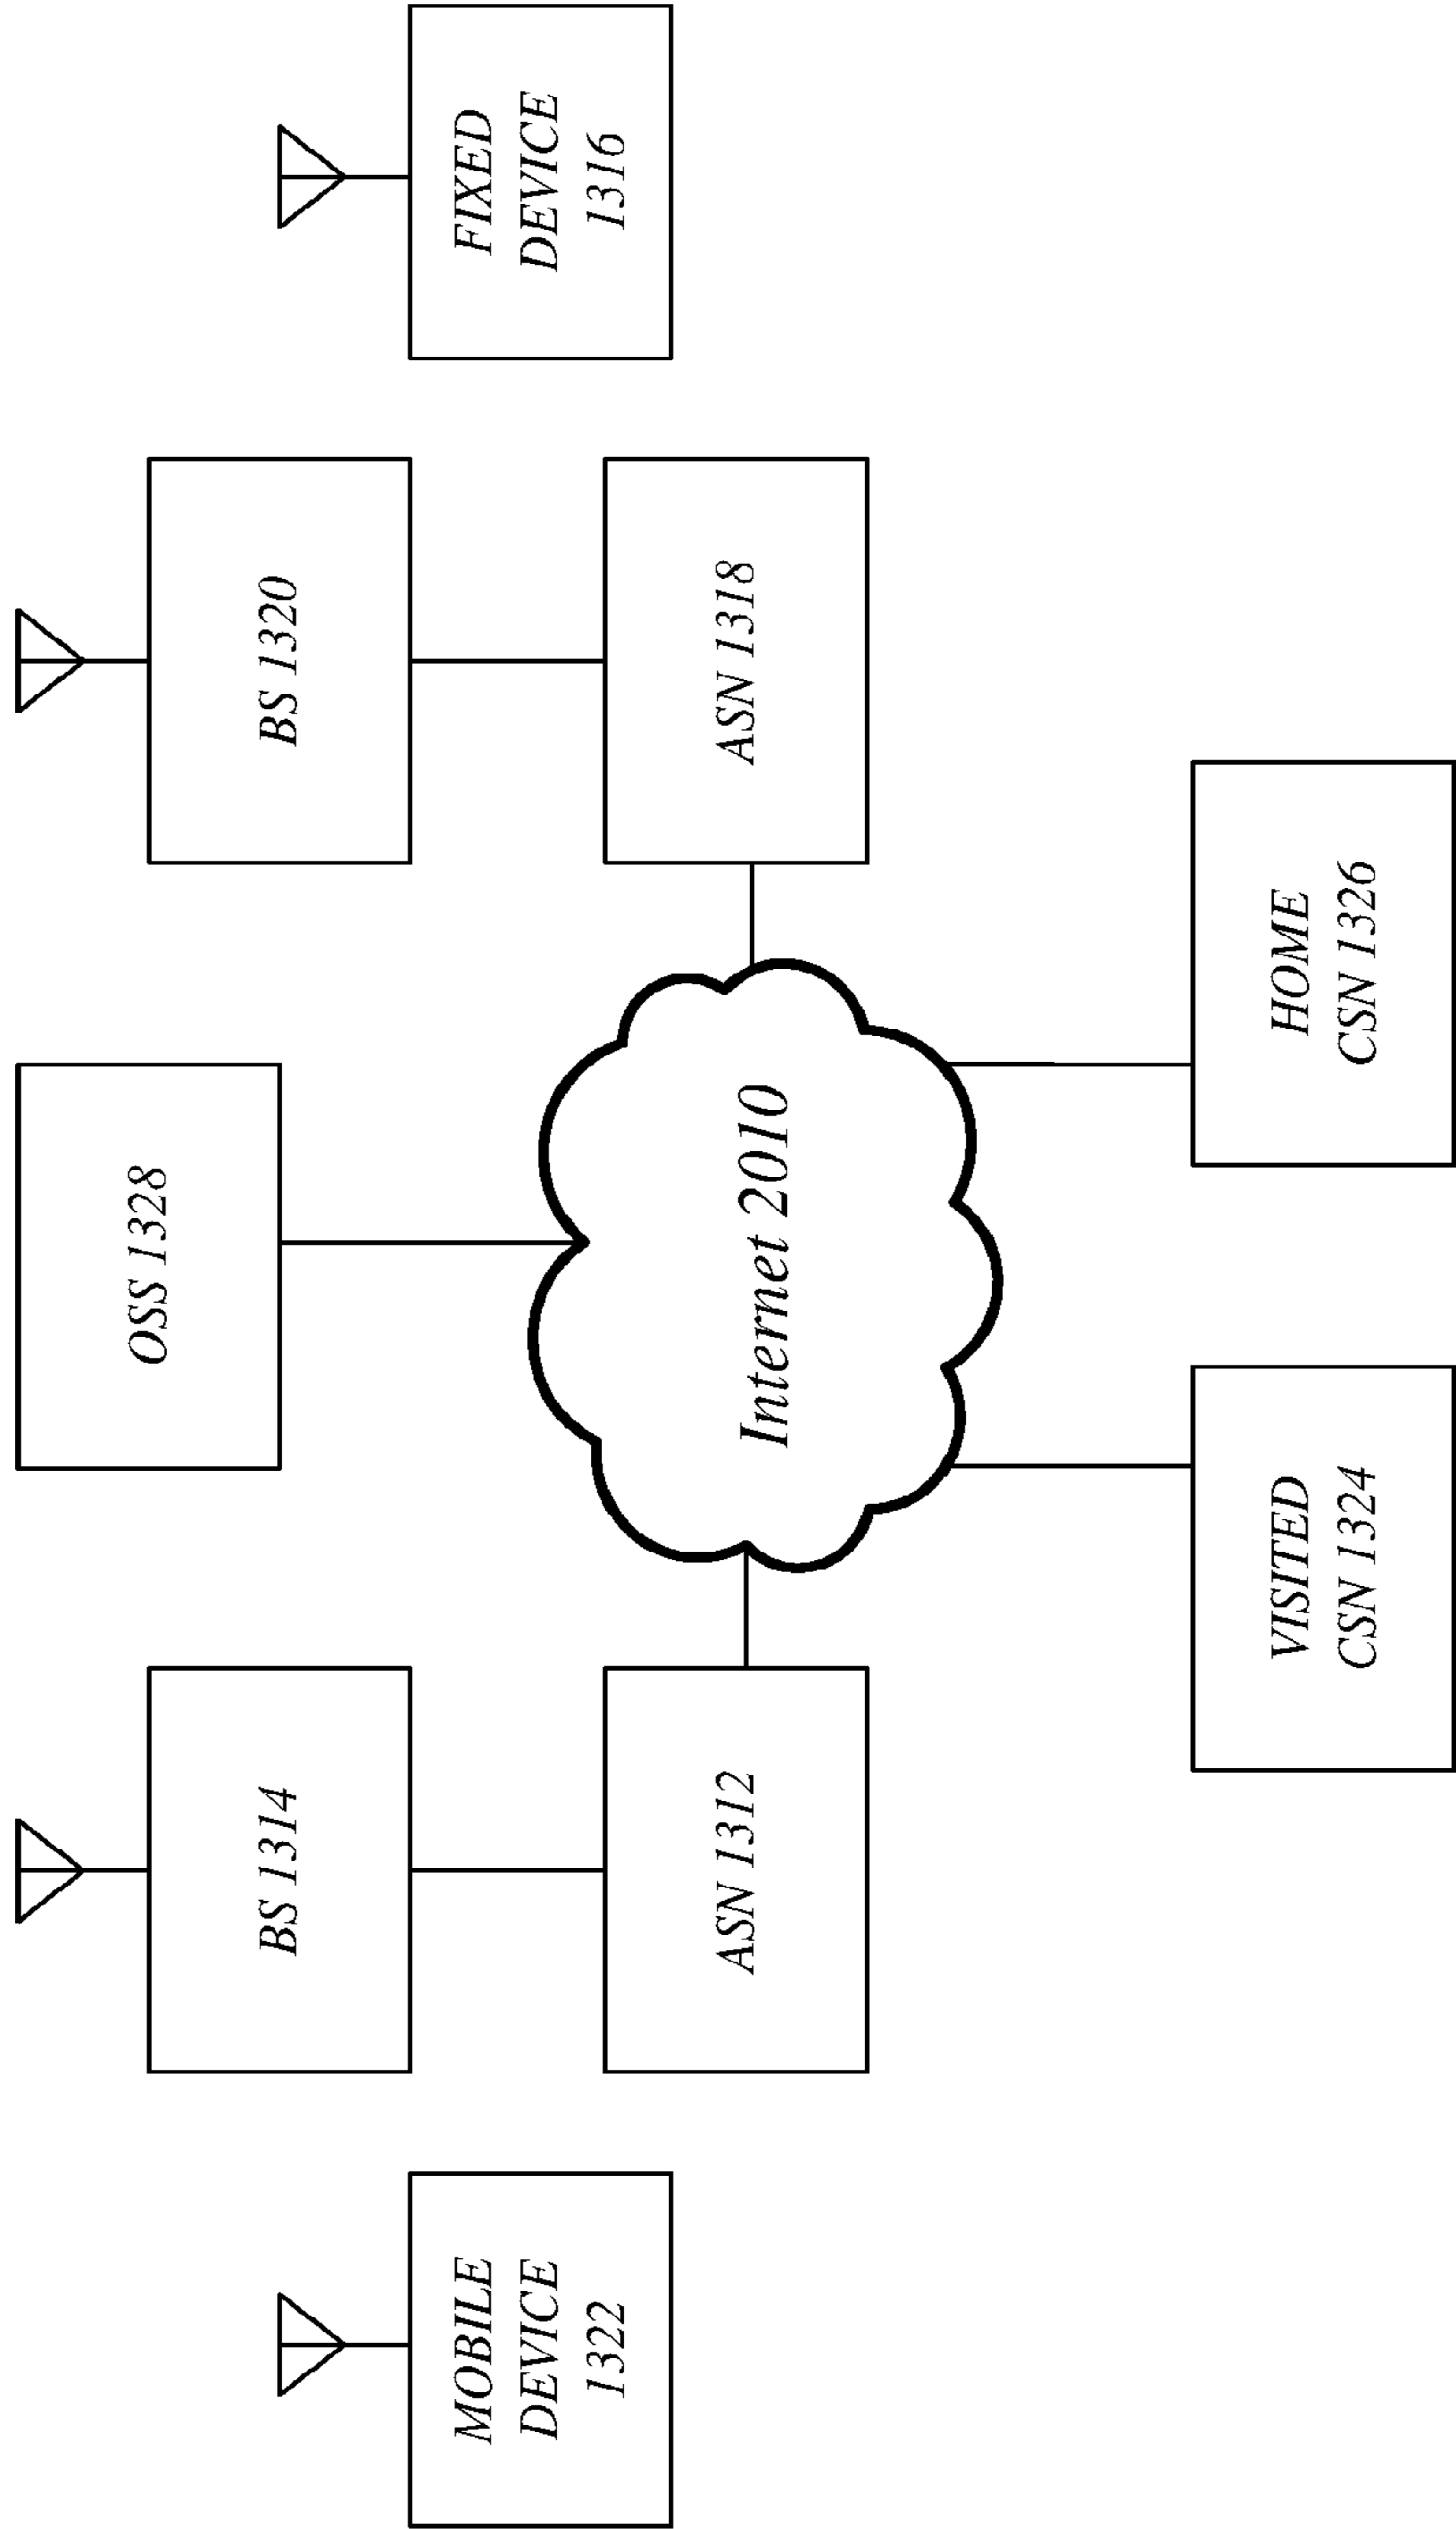 OSS 1328
BS 1314
BS 1320
MOBILE
DEVICE
1322
FIXED
DEVICE
1316
ASN 1312
Internet 2010
ASN 1318
VISITED
CSN 1324
HOME
CSN 1326